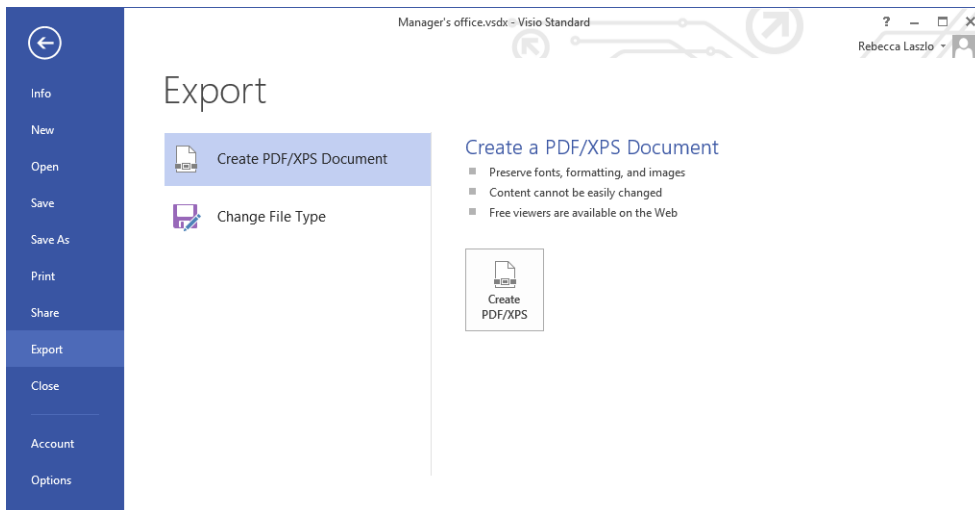 Manager's office.vsdx - Visio Standard
?
Rebecca Laszlo
Info
New
Open
Save
Save As
Print
Share
Export
Close
Account
Options
Export
Create PDF/XPS Document
Change File Type
Create a PDF/XPS Document
Preserve fonts, formatting, and images
Content cannot be easily changed
Free viewers are available on the Web
Create
PDF/XPS